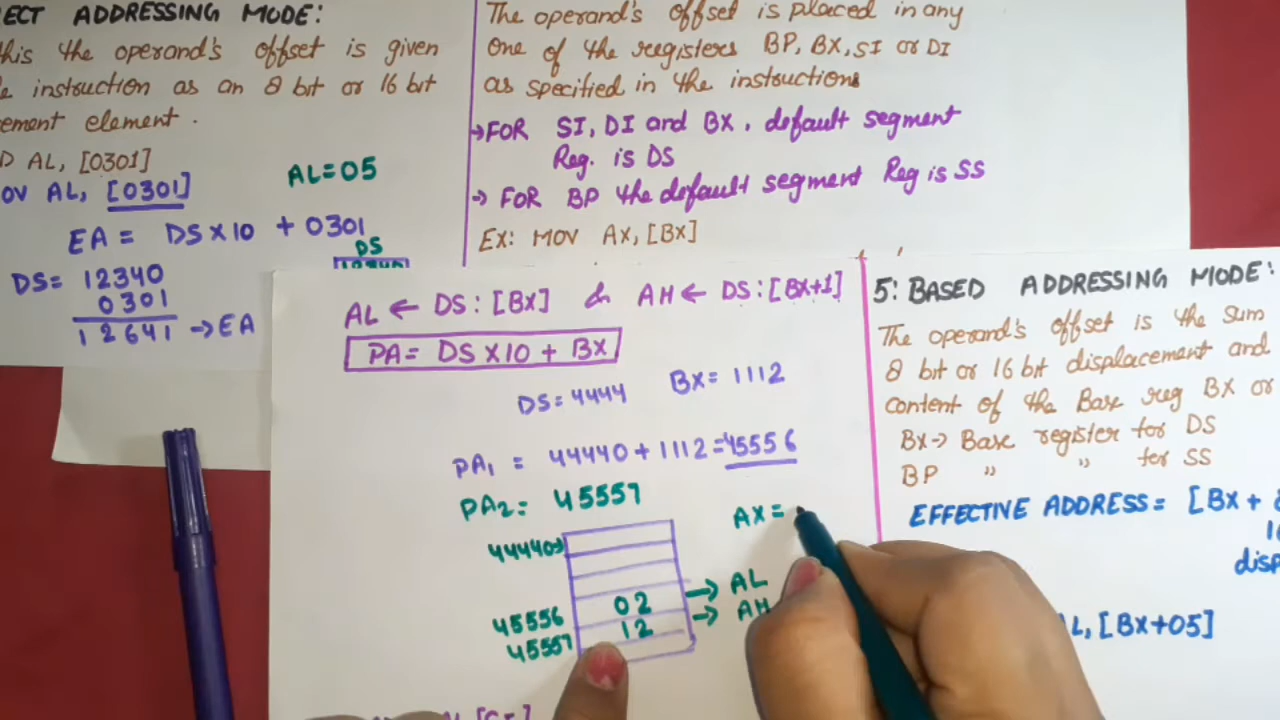 ECT ADDRESSING MODE:
this the operand's offset is given
instruction as an 8 bit or 16 bit
cement element.
D AL, [0301]
OV AL, [0301]
AL=05
EA = DS×10 + 0301
DS
DS= 12340
0301
12641 →EA
The operand's offset is placed in any
one of the registers BP, BX, SI or DI
as specified in the instructions
→FOR SI, DI and BX, default segment
Reg. is DS
→ FOR BP the default segment Reg is SS
Ex: MOV AX, [BX]
AL ← DS: [BX] & AH ← DS: [BX+1]
PA= DS×10 + BX
DS=4444 BX= 1112
PA1 = 44440+1112=45556
PA2= 45557
AX=
44440→
02 → AL
45556
12 → AH
45557
5: BASED ADDRESSING MODE:
The operand's offset is the sum
8 bit or 16 bit displacement and
content of the Base reg BX or
BX→ Base register for DS
BP " " for SS
EFFECTIVE ADDRESS= [BX + 8
disp
AL, [BX+05]